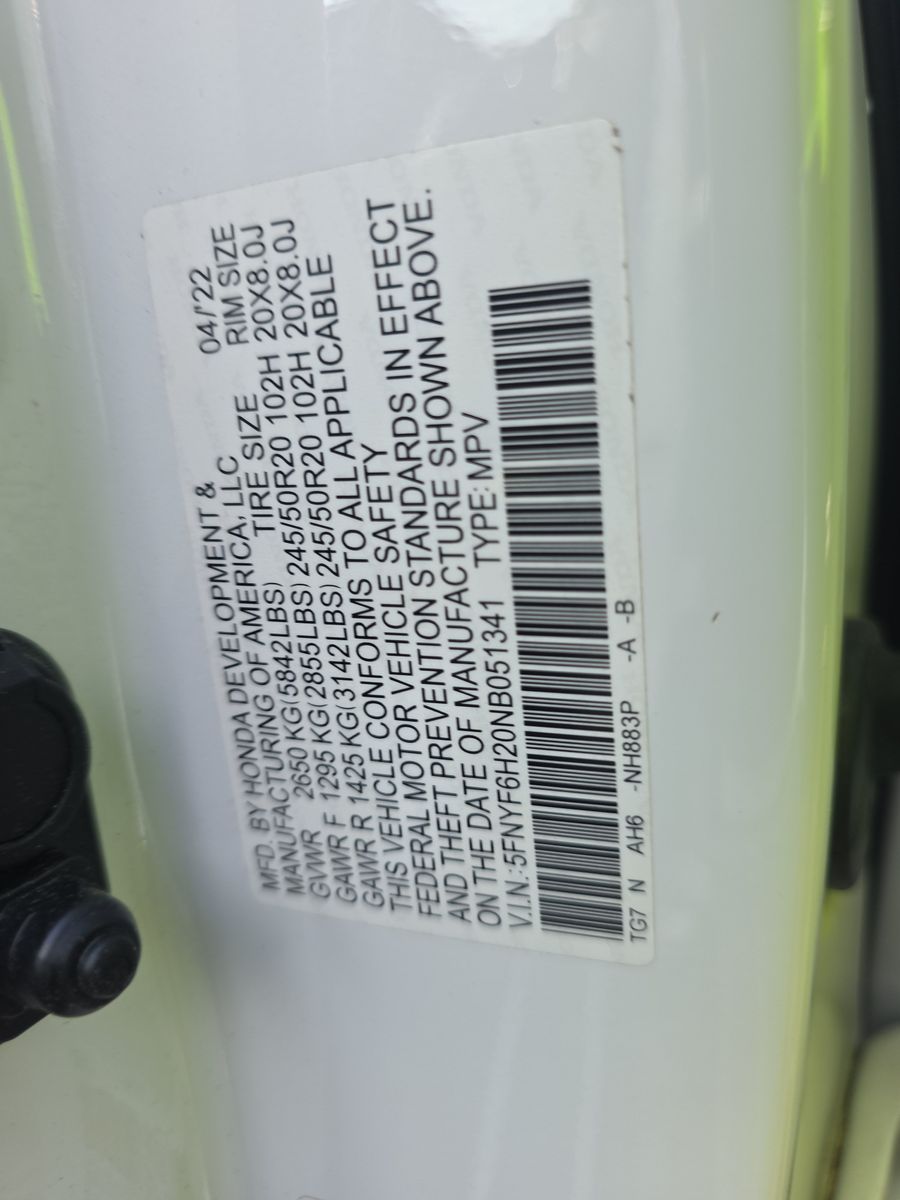 MFD. BY HONDA DEVELOPMENT & 04/'22
MANUFACTURING OF AMERICA, LLC RIM SIZE
TIRE SIZE
GVWR 2650 KG(5842LBS) 245/50R20 102H 20X8.0J
GAWR F 1295 KG(2855LBS) 245/50R20 102H 20X8.0J
GAWR R 1425 KG(3142LBS)
THIS VEHICLE CONFORMS TO ALL APPLICABLE
FEDERAL MOTOR VEHICLE SAFETY
AND THEFT PREVENTION STANDARDS IN EFFECT
ON THE DATE OF MANUFACTURE SHOWN ABOVE.
V.I.N.:5FNYF6H20NB051341 TYPE:MPV
TG7 N AH6 -NH883P -A -B